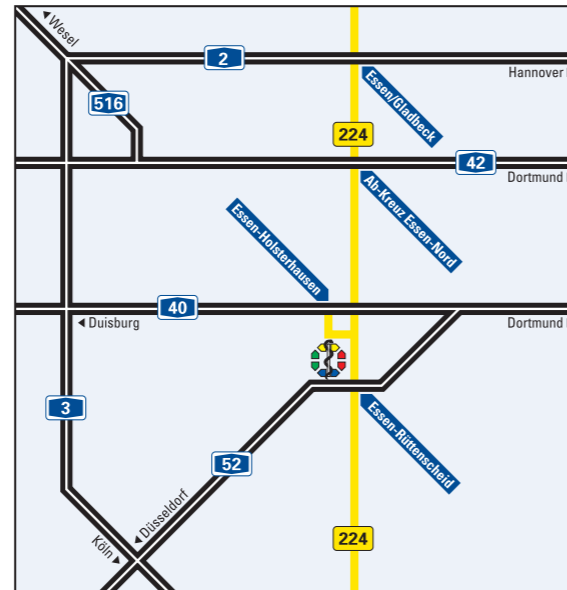 ◄ Wesel
2
Hannover
516
Essen/Gladbeck
224
42
Dortmund
Ab-Kreuz Essen-Nord
Essen-Holsterhausen
40
◄ Duisburg
Dortmund
3
52
Essen-Rüttenscheid
◄ Düsseldorf
Köln ►
224